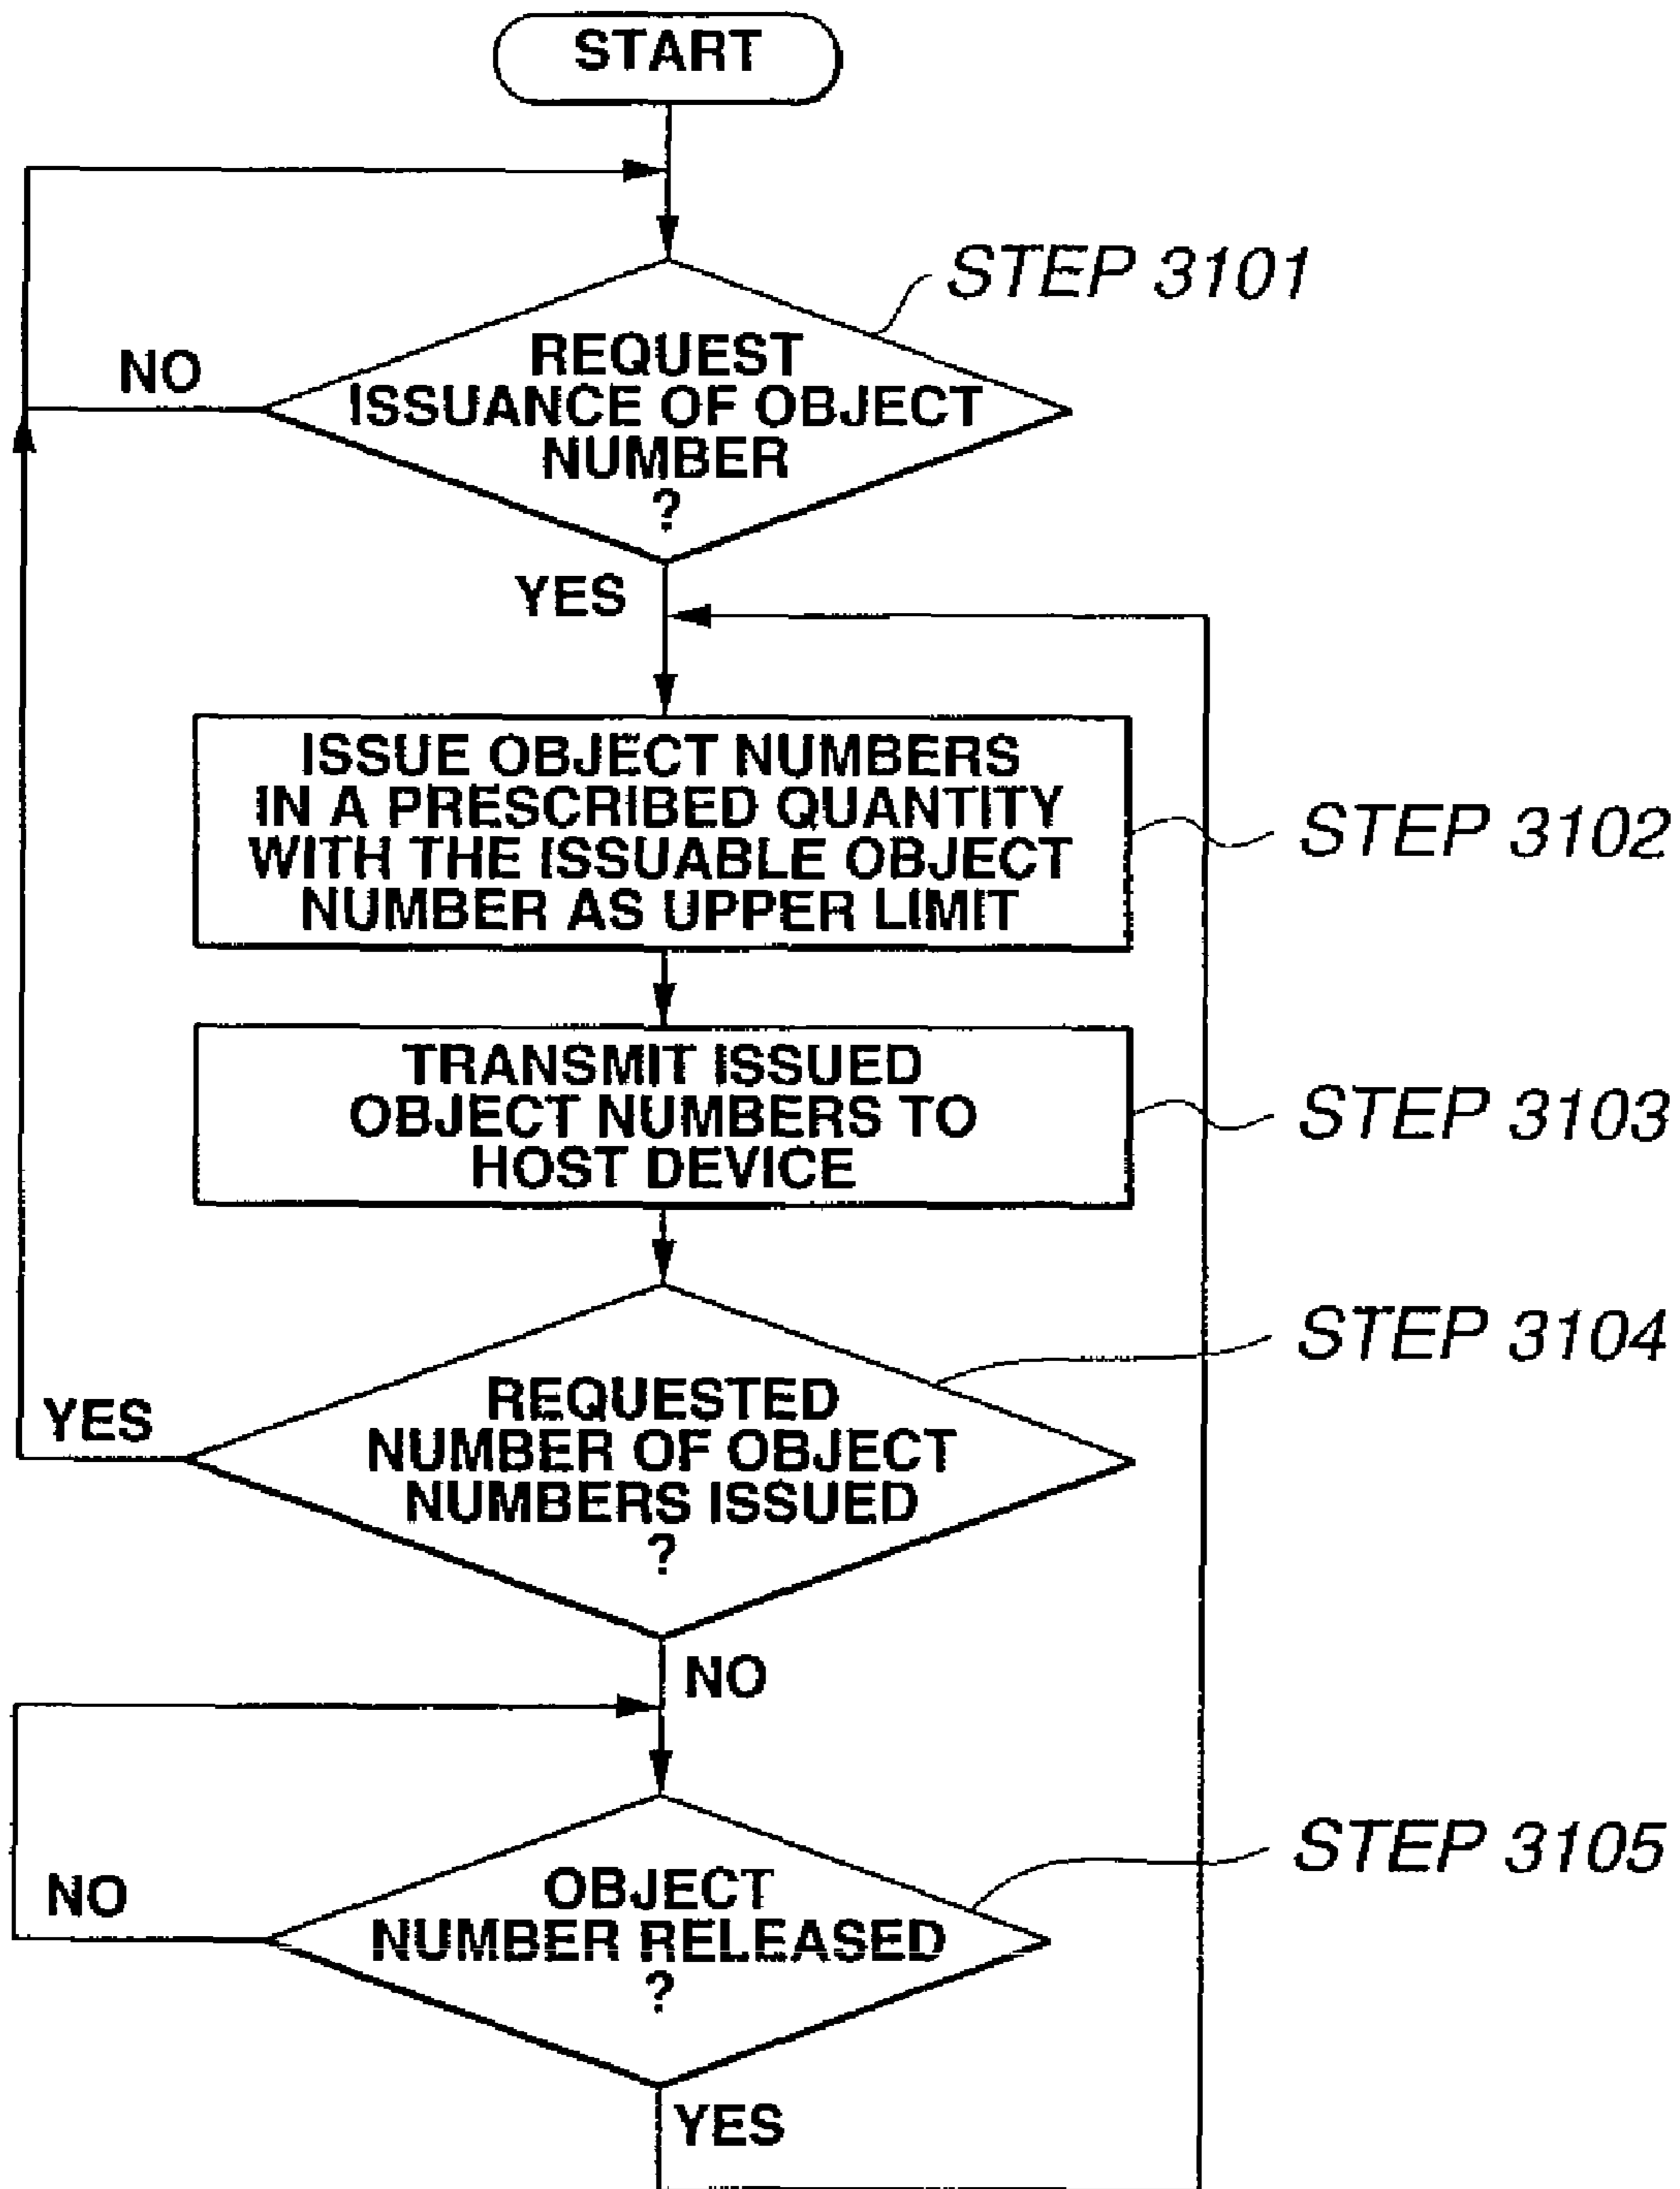 START
STEP 3101
REQUEST
ISSUANCE OF OBJECT
NUMBER
?
NO
YES
ISSUE OBJECT NUMBERS
IN A PRESCRIBED QUANTITY
WITH THE ISSUABLE OBJECT
NUMBER AS UPPER LIMIT
STEP 3102
TRANSMIT ISSUED
OBJECT NUMBERS TO
HOST DEVICE
STEP 3103
STEP 3104
REQUESTED
NUMBER OF OBJECT
NUMBERS ISSUED
?
YES
NO
STEP 3105
OBJECT
NUMBER RELEASED
?
NO
YES